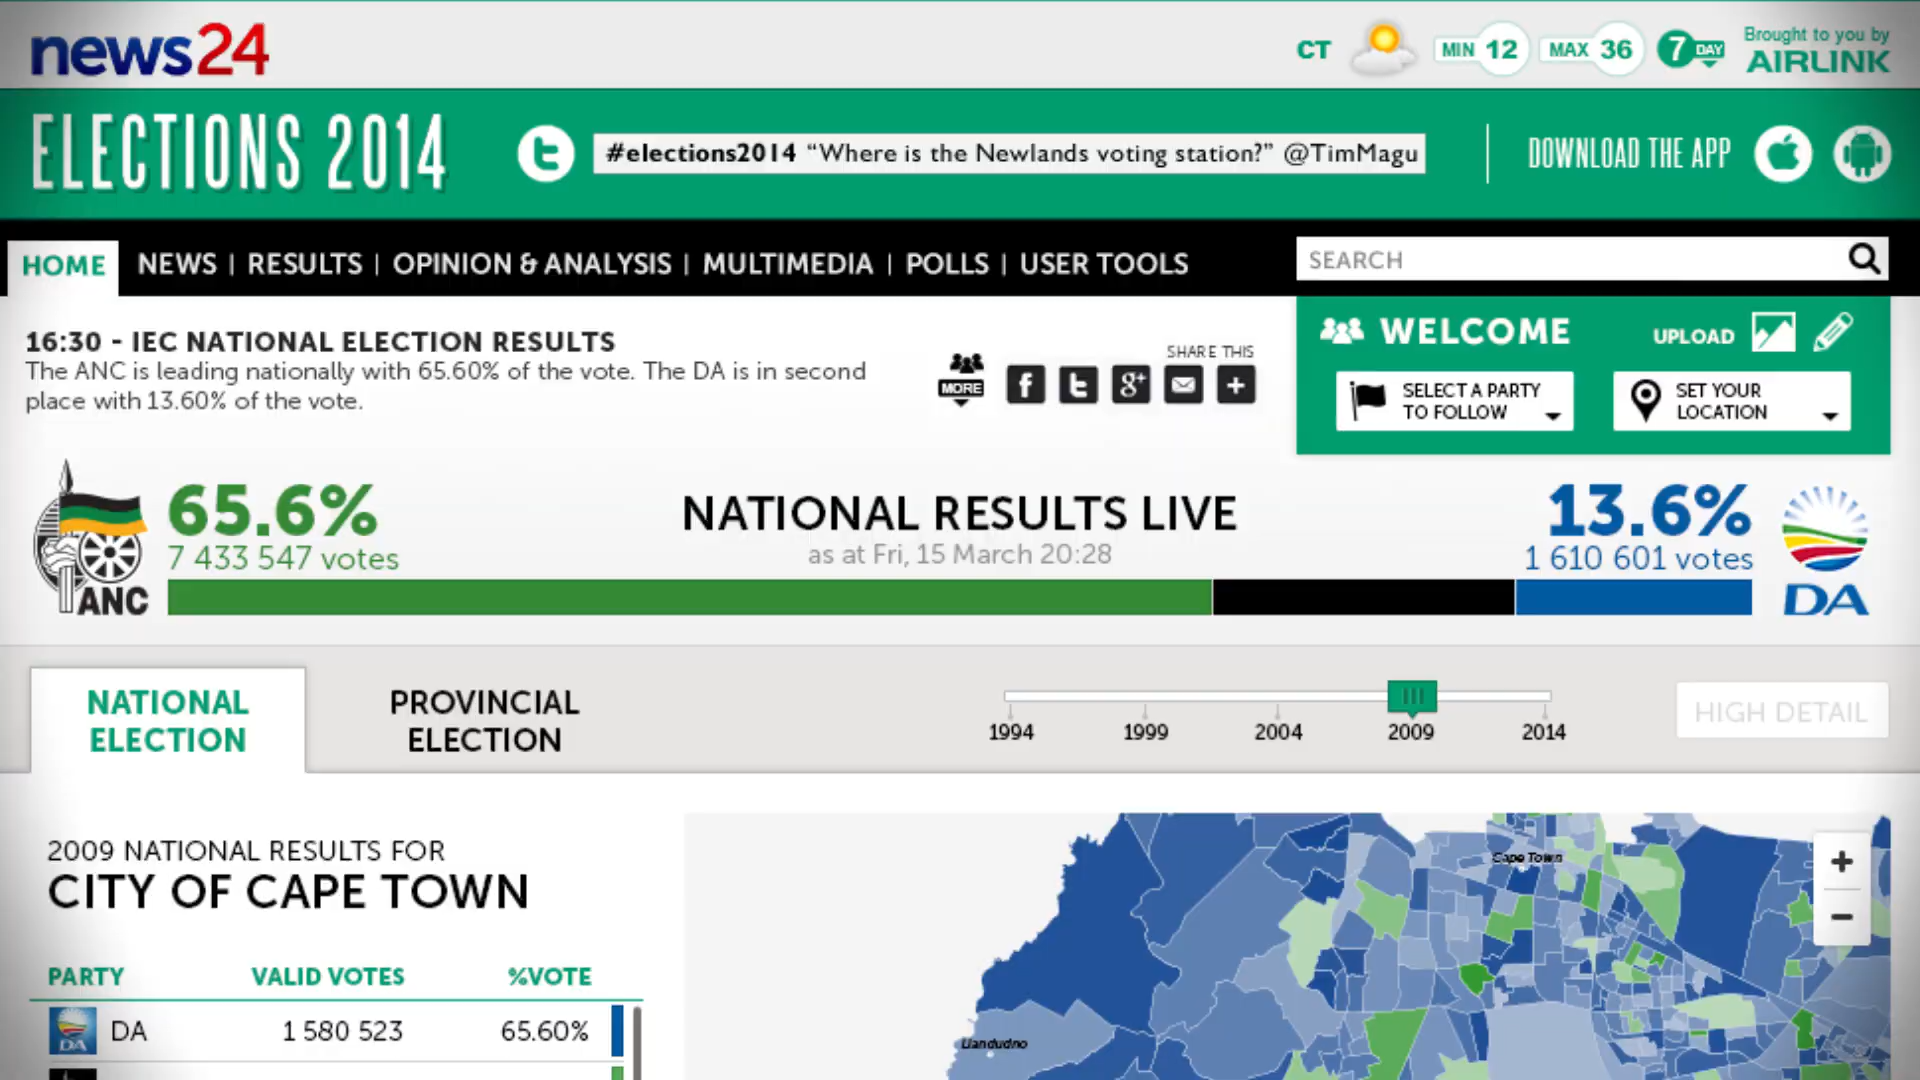 news24
CT
MIN 12
MAX 36
7 DAY
Brought to you by
AIRLINK
ELECTIONS 2014
#elections2014 “Where is the Newlands voting station?” @TimMagu
DOWNLOAD THE APP
HOME
NEWS | RESULTS | OPINION & ANALYSIS | MULTIMEDIA | POLLS | USER TOOLS
SEARCH
16:30 - IEC NATIONAL ELECTION RESULTS
The ANC is leading nationally with 65.60% of the vote. The DA is in second
place with 13.60% of the vote.
MORE
SHARE THIS
WELCOME
UPLOAD
SELECT A PARTY
TO FOLLOW
SET YOUR
LOCATION
ANC
65.6%
7 433 547 votes
NATIONAL RESULTS LIVE
as at Fri, 15 March 20:28
13.6%
1 610 601 votes
DA
NATIONAL
ELECTION
PROVINCIAL
ELECTION
1994 1999 2004 2009 2014
HIGH DETAIL
2009 NATIONAL RESULTS FOR
CITY OF CAPE TOWN
PARTY VALID VOTES %VOTE
DA DA 1 580 523 65.60%
Cape Town
Llandudno
+
−